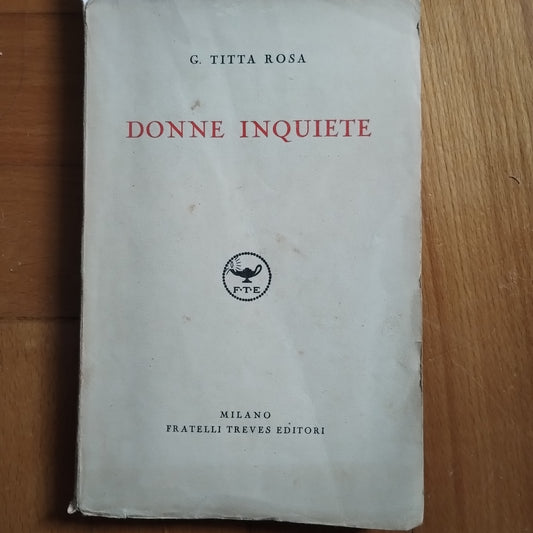 G. TITTA ROSA
DONNE INQUIETE
F·T·E
MILANO
FRATELLI TREVES EDITORI